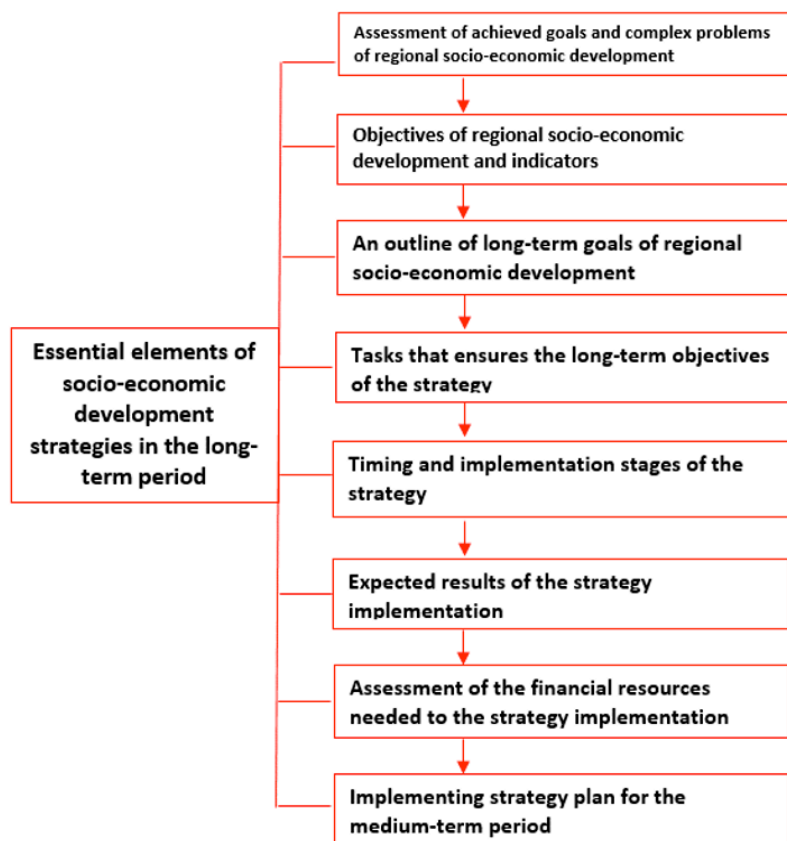 Assessment of achieved goals and complex problems
of regional socio-economic development
Objectives of regional socio-economic
development and indicators
An outline of long-term goals of regional
socio-economic development
Essential elements of
socio-economic
development
strategies in the long-
term period
Tasks that ensures the long-term objectives
of the strategy
Timing and implementation stages of the
strategy
Expected results of the strategy
implementation
Assessment of the financial resources
needed to the strategy implementation
Implementing strategy plan for the
medium-term period